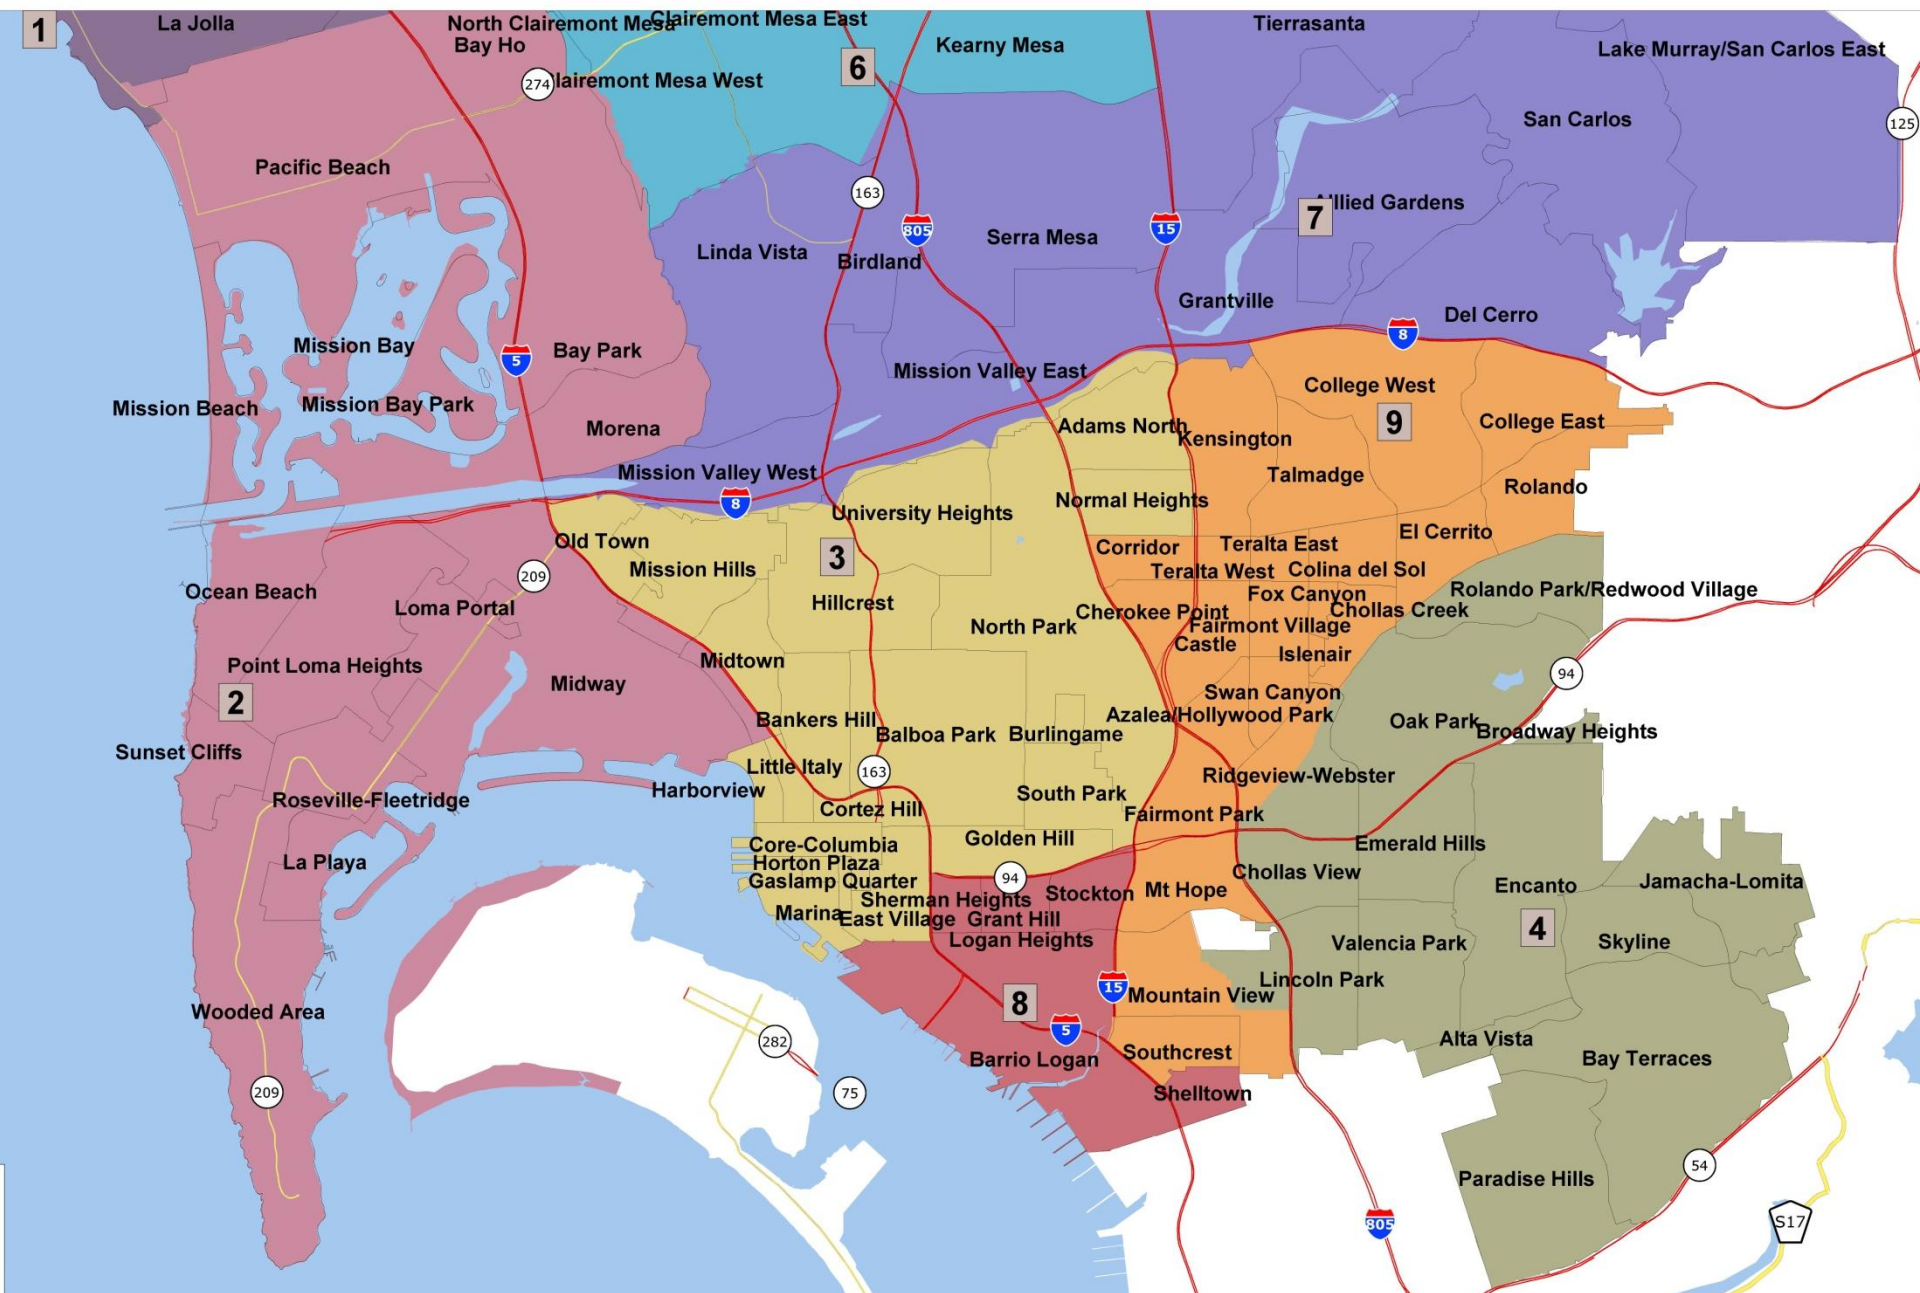 1
La Jolla
North Clairemont Mesa
Clairemont Mesa East
Bay Ho
6
Kearny Mesa
Tierrasanta
Lake Murray/San Carlos East
274
Clairemont Mesa West
125
San Carlos
Pacific Beach
163
7
Allied Gardens
805
15
Serra Mesa
Linda Vista
Birdland
Grantville
Del Cerro
8
Mission Bay
5
Bay Park
Mission Valley East
College West
Mission Beach
Mission Bay Park
9
College East
Morena
Adams North
Kensington
Mission Valley West
Talmadge
Rolando
8
Normal Heights
University Heights
El Cerrito
Old Town
3
Corridor
Teralta East
Mission Hills
Teralta West
Colina del Sol
209
Ocean Beach
Loma Portal
Hillcrest
Fox Canyon
Rolando Park/Redwood Village
Cherokee Point
Chollas Creek
North Park
Fairmont Village
Castle
Islenair
Point Loma Heights
Midtown
94
2
Midway
Swan Canyon
Bankers Hill
Azalea/Hollywood Park
Oak Park
Balboa Park
Burlingame
Broadway Heights
Sunset Cliffs
Little Italy
163
Ridgeview-Webster
Harborview
Roseville-Fleetridge
Cortez Hill
South Park
Fairmont Park
Core-Columbia
Golden Hill
Emerald Hills
La Playa
Horton Plaza
Chollas View
Gaslamp Quarter
94
Stockton
Mt Hope
Encanto
Jamacha-Lomita
Sherman Heights
Marina
East Village
Grant Hill
4
Logan Heights
Valencia Park
Skyline
Lincoln Park
15
Mountain View
8
Wooded Area
5
282
Barrio Logan
Southcrest
Alta Vista
Bay Terraces
209
75
Shelltown
54
Paradise Hills
805
S17